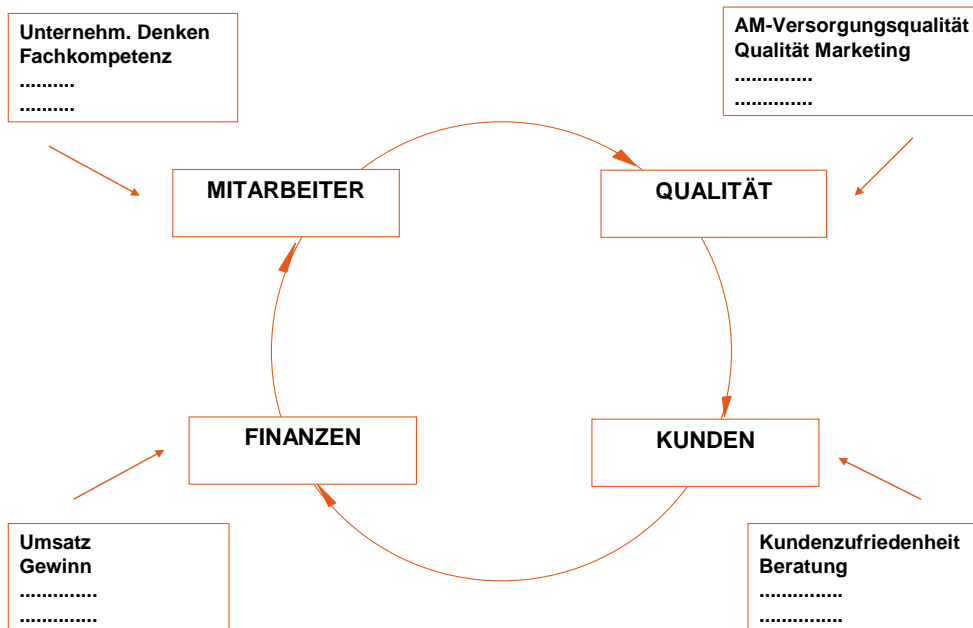 Unternehm. Denken
Fachkompetenz
..........
..........
AM-Versorgungsqualität
Qualität Marketing
..............
..............
MITARBEITER
QUALITÄT
FINANZEN
KUNDEN
Umsatz
Gewinn
..............
..............
Kundenzufriedenheit
Beratung
...............
...............